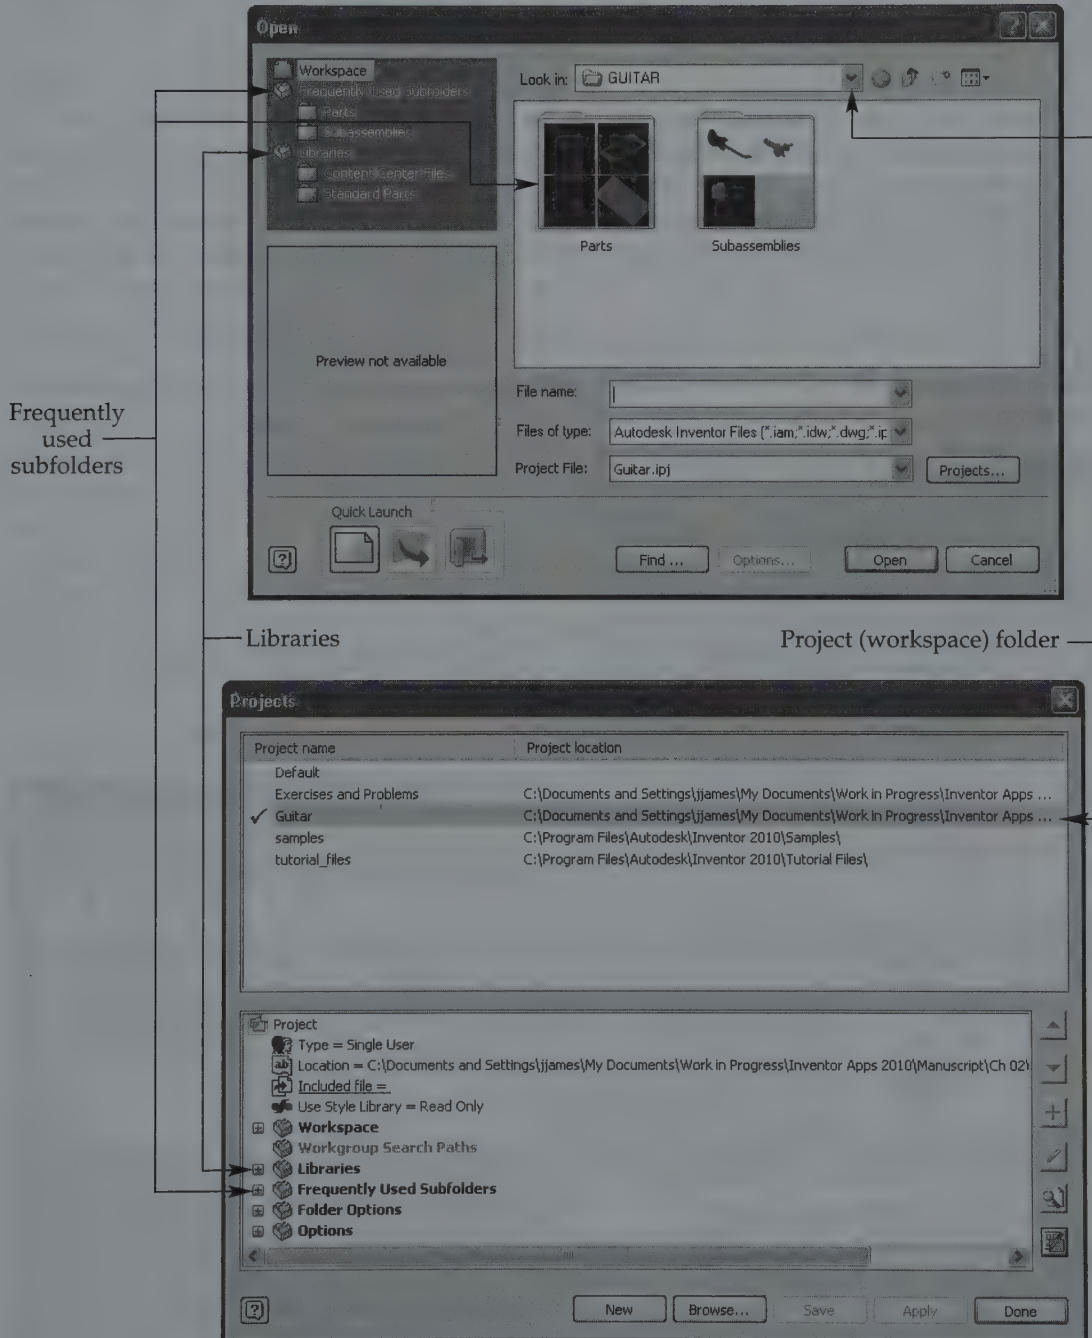 Open
Workspace
Frequently Used Subfolders
Parts
Subassemblies
Libraries
Content Center Files
Standard Parts
Look in: GUITAR
Parts Subassemblies
Preview not available
File name:
Files of type: Autodesk Inventor Files (*.iam;*.idw;*.dwg;*.ip
Project File: Guitar.ipj Projects...
Quick Launch
Find ... Options... Open Cancel
Frequently
used
subfolders
Libraries
Project (workspace) folder
Projects
Project name Project location
Default
Exercises and Problems C:\Documents and Settings\jjames\My Documents\Work in Progress\Inventor Apps ...
✓ Guitar C:\Documents and Settings\jjames\My Documents\Work in Progress\Inventor Apps ...
samples C:\Program Files\Autodesk\Inventor 2010\Samples\
tutorial_files C:\Program Files\Autodesk\Inventor 2010\Tutorial Files\
Project
Type = Single User
Location = C:\Documents and Settings\jjames\My Documents\Work in Progress\Inventor Apps 2010\Manuscript\Ch 02\
Included file =
Use Style Library = Read Only
Workspace
Workgroup Search Paths
Libraries
Frequently Used Subfolders
Folder Options
Options
New Browse... Save Apply Done